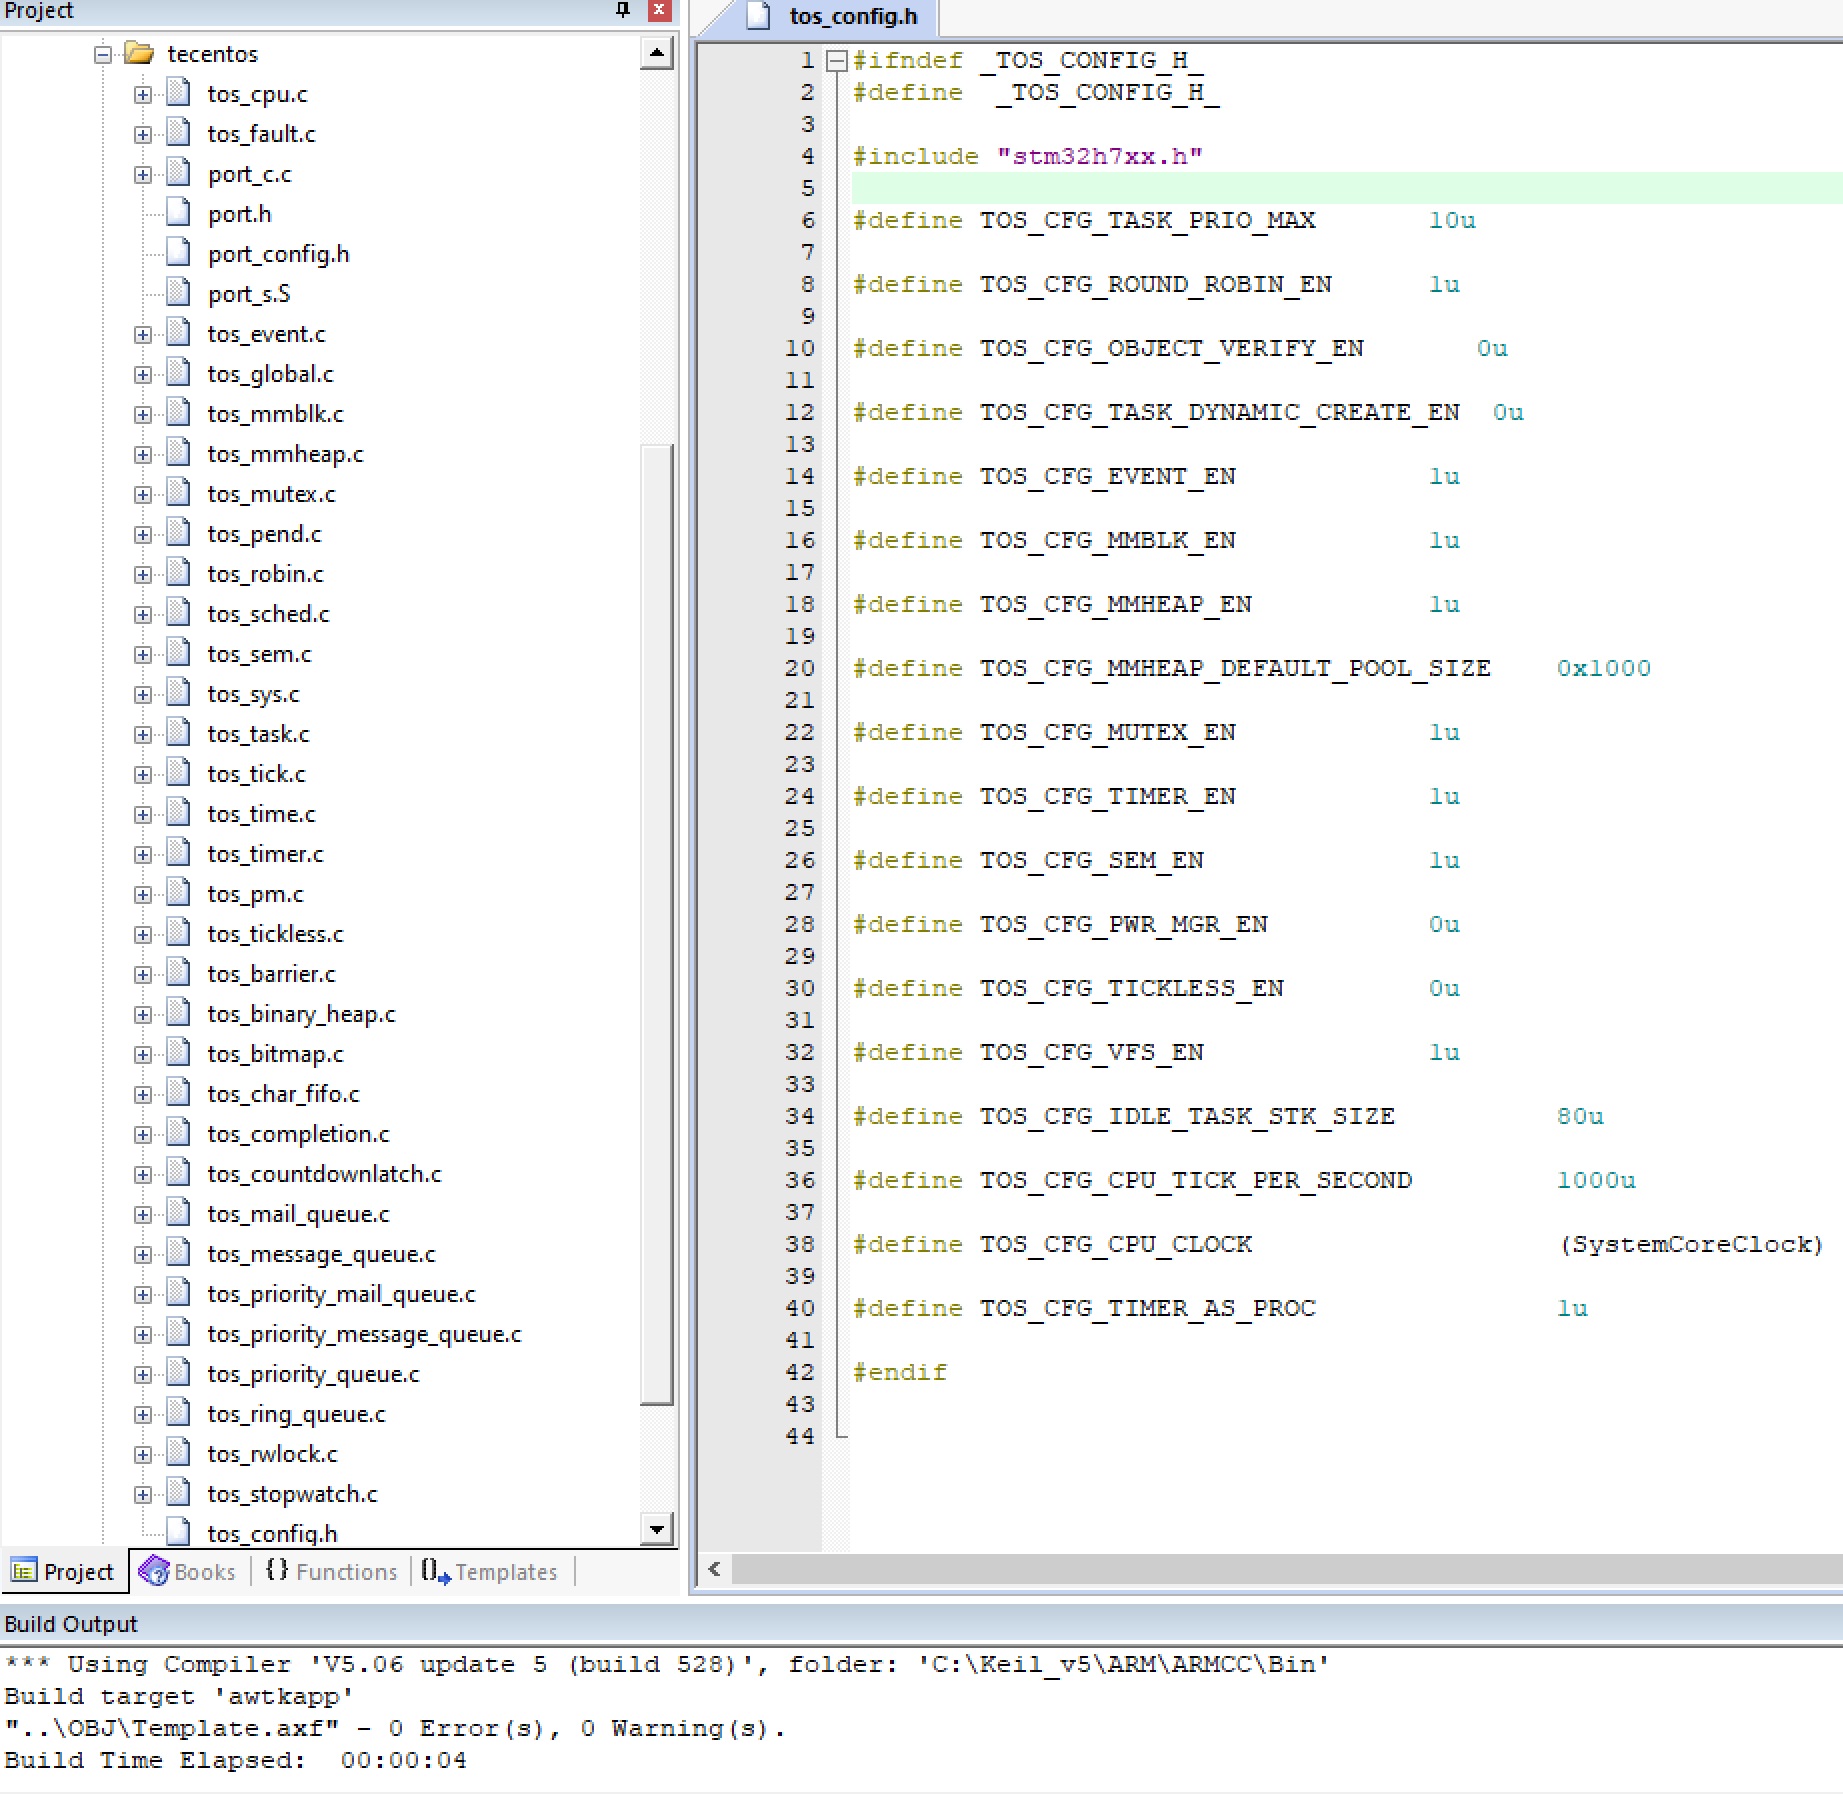 Project
tecentos
tos_cpu.c
tos_fault.c
port_c.c
port.h
port_config.h
port_s.S
tos_event.c
tos_global.c
tos_mmblk.c
tos_mmheap.c
tos_mutex.c
tos_pend.c
tos_robin.c
tos_sched.c
tos_sem.c
tos_sys.c
tos_task.c
tos_tick.c
tos_time.c
tos_timer.c
tos_pm.c
tos_tickless.c
tos_barrier.c
tos_binary_heap.c
tos_bitmap.c
tos_char_fifo.c
tos_completion.c
tos_countdownlatch.c
tos_mail_queue.c
tos_message_queue.c
tos_priority_mail_queue.c
tos_priority_message_queue.c
tos_priority_queue.c
tos_ring_queue.c
tos_rwlock.c
tos_stopwatch.c
tos_config.h
Project Books {} Functions Templates
tos_config.h
1 #ifndef _TOS_CONFIG_H_
2 #define  _TOS_CONFIG_H_
3
4 #include "stm32h7xx.h"
5
6 #define TOS_CFG_TASK_PRIO_MAX       10u
7
8 #define TOS_CFG_ROUND_ROBIN_EN      1u
9
10 #define TOS_CFG_OBJECT_VERIFY_EN       0u
11
12 #define TOS_CFG_TASK_DYNAMIC_CREATE_EN  0u
13
14 #define TOS_CFG_EVENT_EN            1u
15
16 #define TOS_CFG_MMBLK_EN            1u
17
18 #define TOS_CFG_MMHEAP_EN           1u
19
20 #define TOS_CFG_MMHEAP_DEFAULT_POOL_SIZE    0x1000
21
22 #define TOS_CFG_MUTEX_EN            1u
23
24 #define TOS_CFG_TIMER_EN            1u
25
26 #define TOS_CFG_SEM_EN              1u
27
28 #define TOS_CFG_PWR_MGR_EN          0u
29
30 #define TOS_CFG_TICKLESS_EN         0u
31
32 #define TOS_CFG_VFS_EN              1u
33
34 #define TOS_CFG_IDLE_TASK_STK_SIZE          80u
35
36 #define TOS_CFG_CPU_TICK_PER_SECOND         1000u
37
38 #define TOS_CFG_CPU_CLOCK                   (SystemCoreClock)
39
40 #define TOS_CFG_TIMER_AS_PROC               1u
41
42 #endif
43
44
Build Output
*** Using Compiler 'V5.06 update 5 (build 528)', folder: 'C:\Keil_v5\ARM\ARMCC\Bin'
Build target 'awtkapp'
"..\OBJ\Template.axf" - 0 Error(s), 0 Warning(s).
Build Time Elapsed:  00:00:04